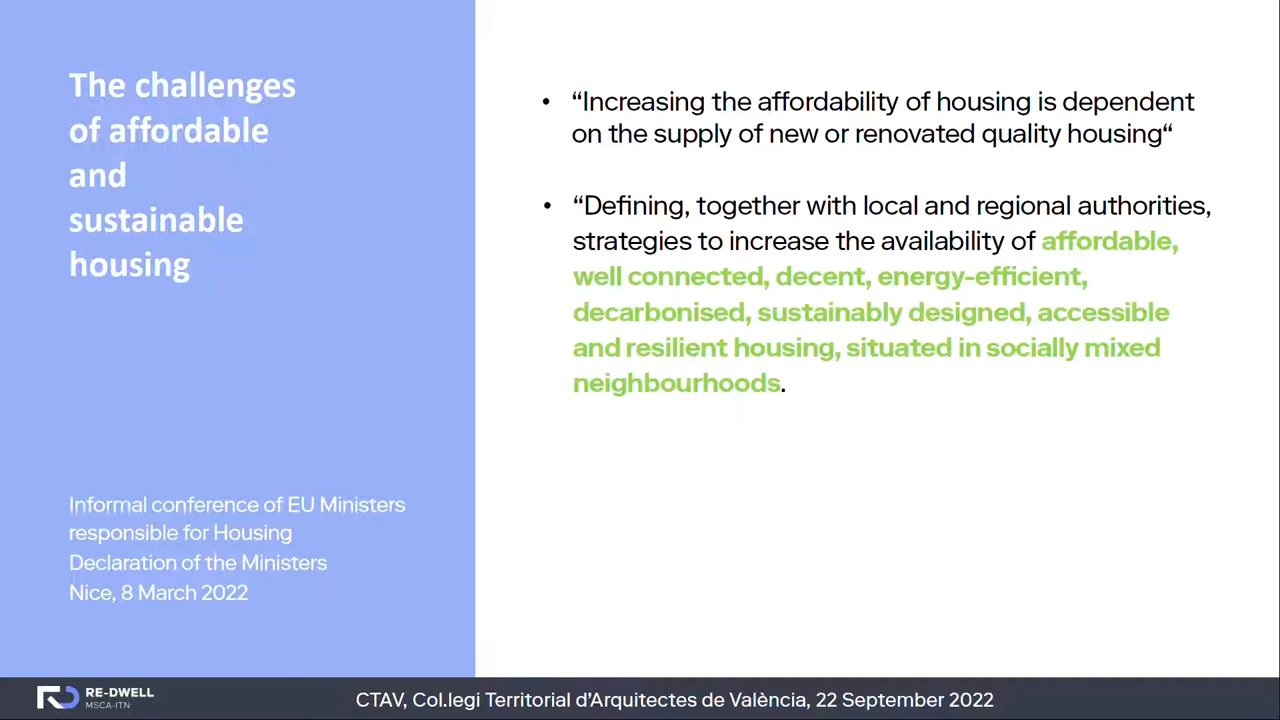 The challenges
of affordable
and
sustainable
housing
Informal conference of EU Ministers
responsible for Housing
Declaration of the Ministers
Nice, 8 March 2022
• “Increasing the affordability of housing is dependent
on the supply of new or renovated quality housing“
• “Defining, together with local and regional authorities,
strategies to increase the availability of affordable,
well connected, decent, energy-efficient,
decarbonised, sustainably designed, accessible
and resilient housing, situated in socially mixed
neighbourhoods.
RE-DWELL
MSCA-ITN
CTAV, Col.legi Territorial d’Arquitectes de València, 22 September 2022